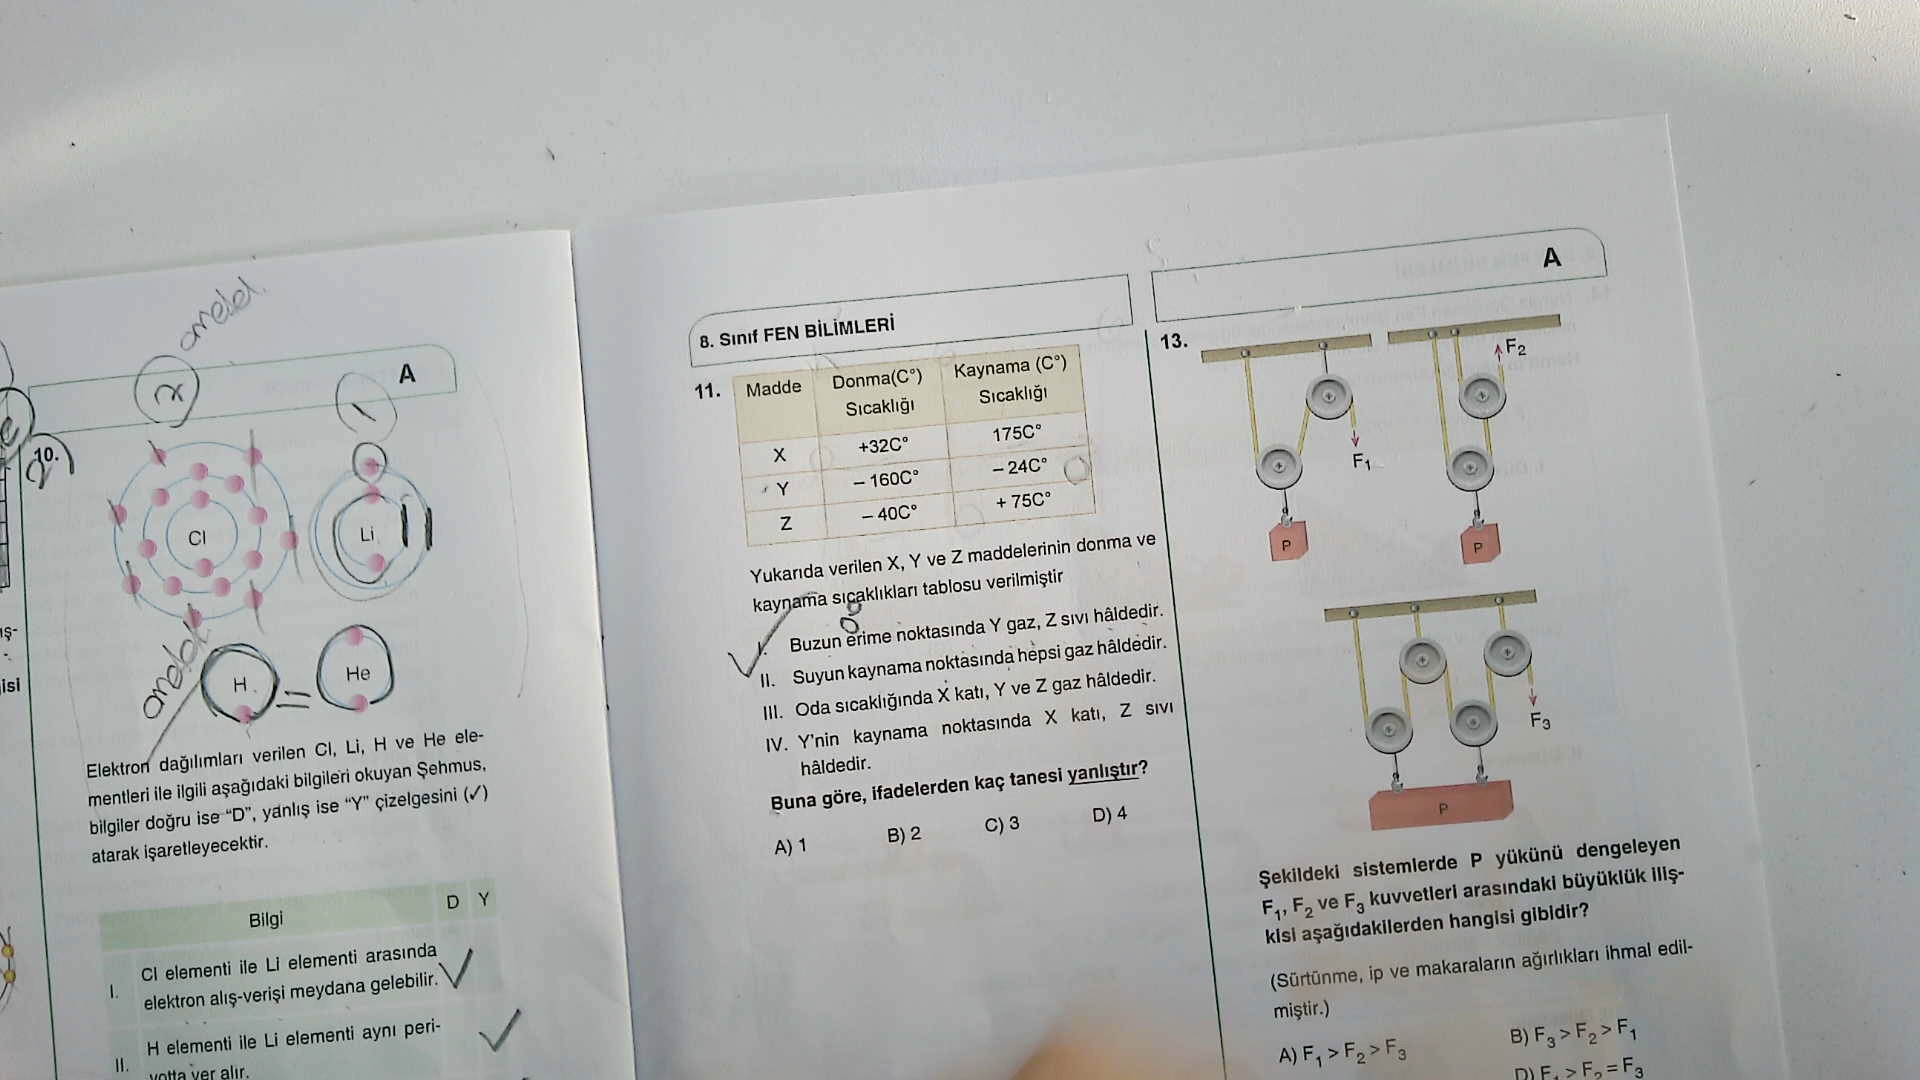 A
10.
Cl
Li
H
He
Elektron dağılımları verilen Cl, Li, H ve He ele-
mentleri ile ilgili aşağıdaki bilgileri okuyan Şehmus,
bilgiler doğru ise “D”, yanlış ise “Y” çizelgesini (✓)
atarak işaretleyecektir.
Bilgi D Y
I. Cl elementi ile Li elementi arasında
elektron alış-verişi meydana gelebilir.
II. H elementi ile Li elementi aynı peri-
yotta yer alır.
8. Sınıf FEN BİLİMLERİ
11.
Madde Donma(C°) Sıcaklığı Kaynama (C°) Sıcaklığı
X +32C° 175C°
Y – 160C° – 24C°
Z – 40C° + 75C°
Yukarıda verilen X, Y ve Z maddelerinin donma ve
kaynama sıcaklıkları tablosu verilmiştir
I. Buzun erime noktasında Y gaz, Z sıvı hâldedir.
II. Suyun kaynama noktasında hepsi gaz hâldedir.
III. Oda sıcaklığında X katı, Y ve Z gaz hâldedir.
IV. Y'nin kaynama noktasında X katı, Z sıvı
hâldedir.
Buna göre, ifadelerden kaç tanesi yanlıştır?
A) 1 B) 2 C) 3 D) 4
A
13.
F1
F2
P
P
F3
P
Şekildeki sistemlerde P yükünü dengeleyen
F1, F2 ve F3 kuvvetleri arasındaki büyüklük iliş-
kisi aşağıdakilerden hangisi gibidir?
(Sürtünme, ip ve makaraların ağırlıkları ihmal edil-
miştir.)
A) F1 > F2 > F3 B) F3 > F2 > F1
D) F1 > F2 = F3